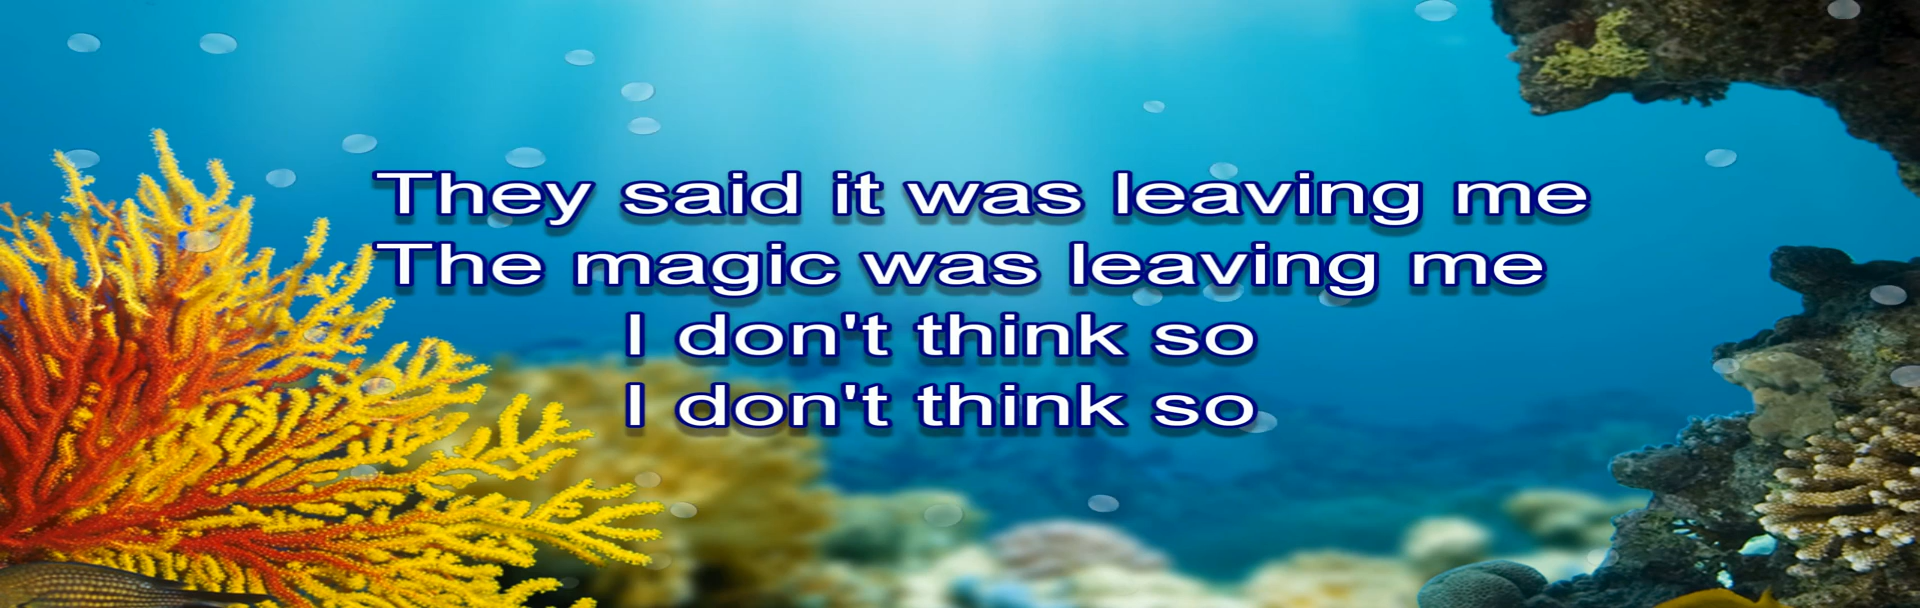 They said it was leaving me
The magic was leaving me
I don't think so
I don't think so